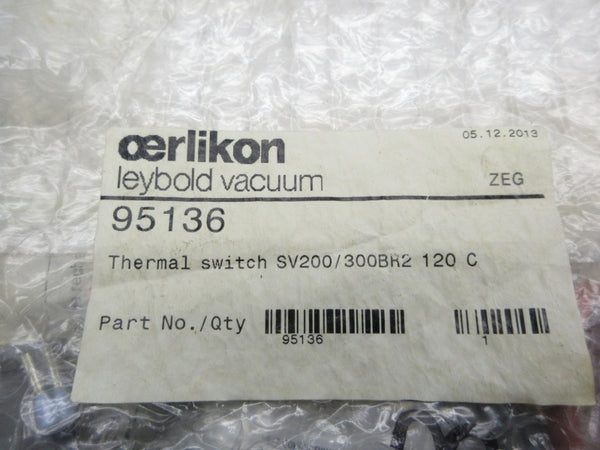 05.12.2013
œrlikon
leybold vacuum ZEG
95136
Thermal switch SV200/300BR2 120 C
Part No./Qty
95136 1